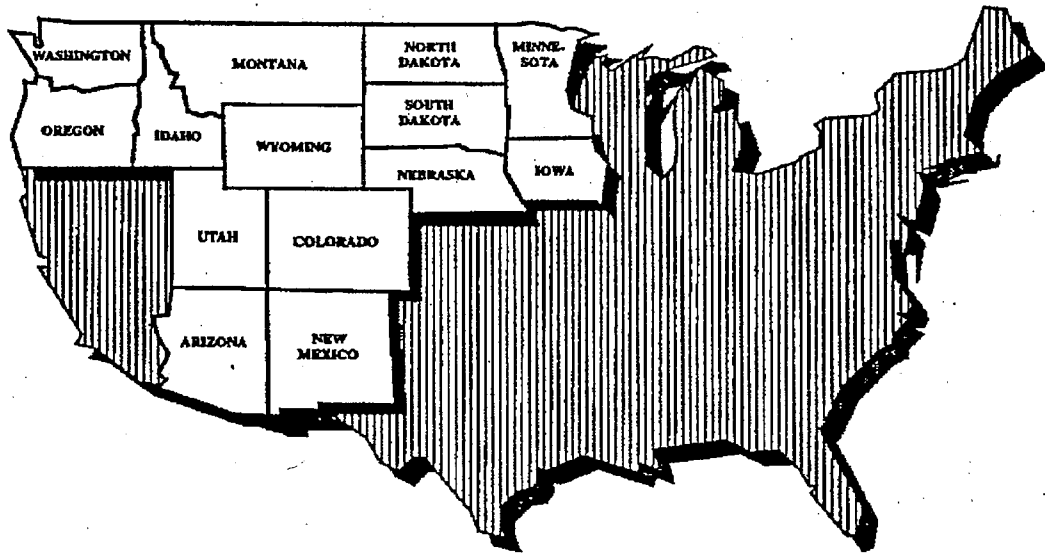 WASHINGTON
MONTANA
NORTH
DAKOTA
MINNE-
SOTA
OREGON
IDAHO
SOUTH
DAKOTA
WYOMING
NEBRASKA
IOWA
UTAH
COLORADO
ARIZONA
NEW
MEXICO